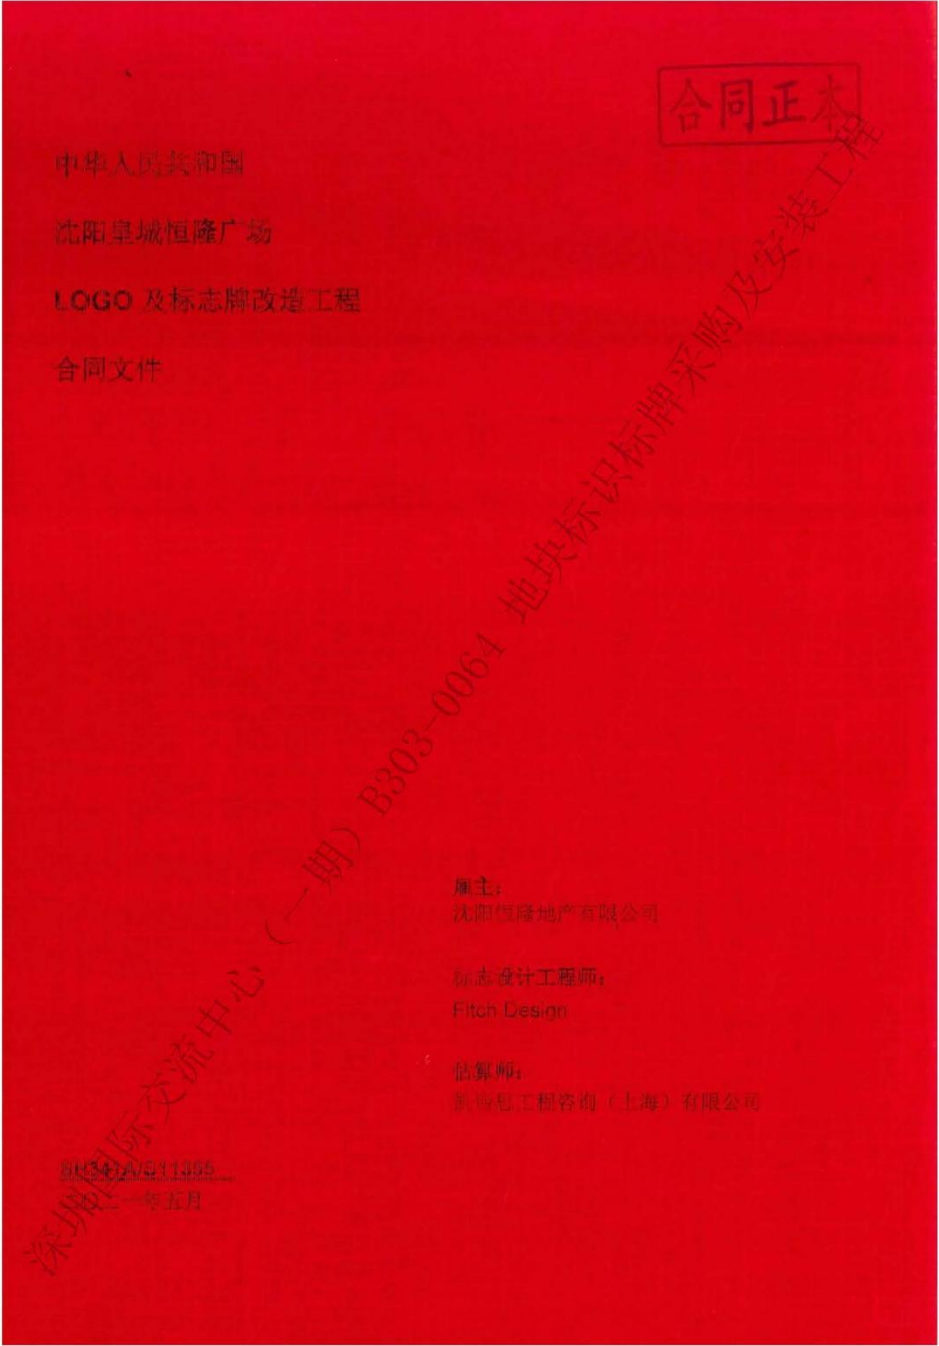 合同正本
中华人民共和国
沈阳皇城恒隆广场
LOGO 及标志牌改造工程
合同文件
深圳国际交流中心（一期）B303-0064 地块标识标牌采购及安装工程
雇主：
沈阳恒隆地产有限公司
标志设计工程师：
Fitch Design
估算师：
工程咨询（上海）有限公司
二一年五月